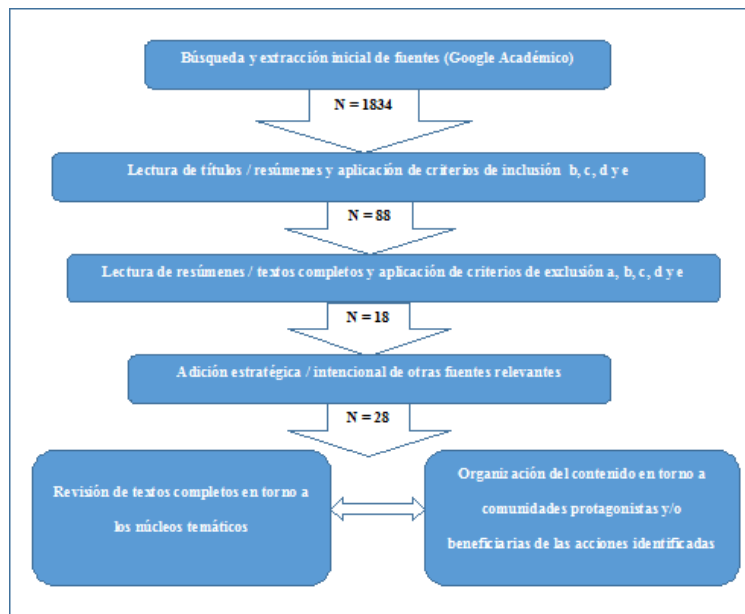 Búsqueda y extracción inicial de fuentes (Google Académico)
N = 1834
Lectura de títulos / resúmenes y aplicación de criterios de inclusión b, c, d y e
N = 88
Lectura de resúmenes / textos completos y aplicación de criterios de exclusión a, b, c, d y e
N = 18
Adición estratégica / intencional de otras fuentes relevantes
N = 28
Revisión de textos completos en torno a
los núcleos temáticos
Organización del contenido en torno a
comunidades protagonistas y/o
beneficiarias de las acciones identificadas